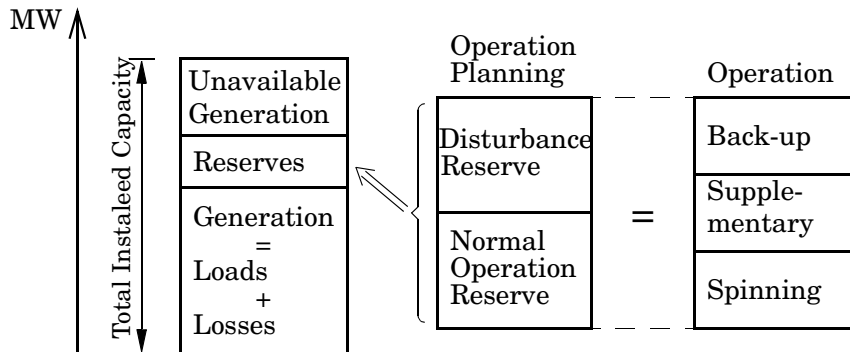 MW
Total Instaleed Capacity
Unavailable
Generation
Reserves
Generation
=
Loads
+
Losses
Operation
Planning
Disturbance
Reserve
Normal
Operation
Reserve
=
Operation
Back-up
Supple-
mentary
Spinning